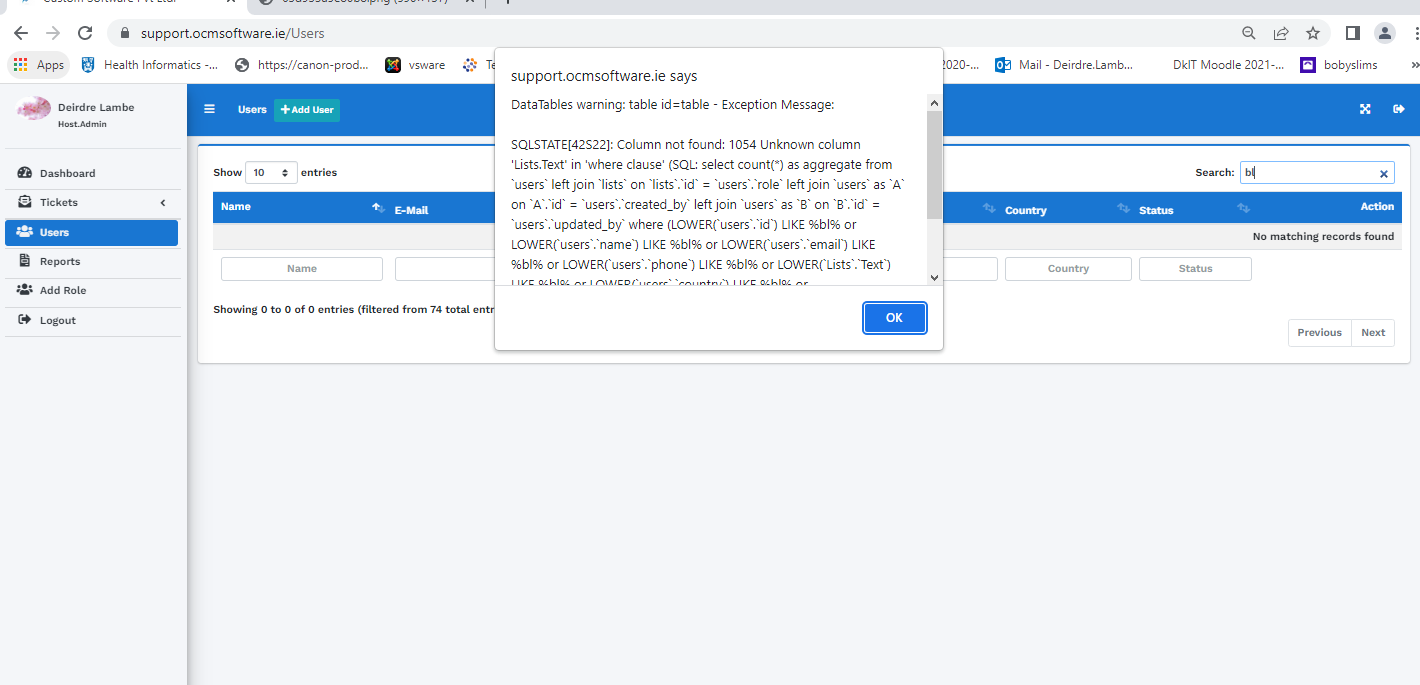 support.ocmsoftware.ie/Users
Apps
Health Informatics -...
https://canon-prod...
vsware
2020-...
Mail - Deirdre.Lamb...
DkIT Moodle 2021-...
bobyslims
»
support.ocmsoftware.ie says
DataTables warning: table id=table - Exception Message:
SQLSTATE[42S22]: Column not found: 1054 Unknown column
'Lists.Text' in 'where clause' (SQL: select count(*) as aggregate from
`users` left join `lists` on `lists`.`id` = `users`.`role` left join `users` as `A`
on `A`.`id` = `users`.`created_by` left join `users` as `B` on `B`.`id` =
`users`.`updated_by` where (LOWER(`users`.`id`) LIKE %bl% or
LOWER(`users`.`name`) LIKE %bl% or LOWER(`users`.`email`) LIKE
%bl% or LOWER(`users`.`phone`) LIKE %bl% or LOWER(`Lists`.`Text`)
LIKE %bl% or LOWER(`users`.`country`) LIKE %bl% or
OK
Deirdre Lambe
Host.Admin
Dashboard
Tickets
Users
Reports
Add Role
Logout
Users
Add User
Show 10 entries
Search: bl
Name
E-Mail
Country
Status
Action
No matching records found
Name
Country
Status
Showing 0 to 0 of 0 entries (filtered from 74 total entr
Previous
Next